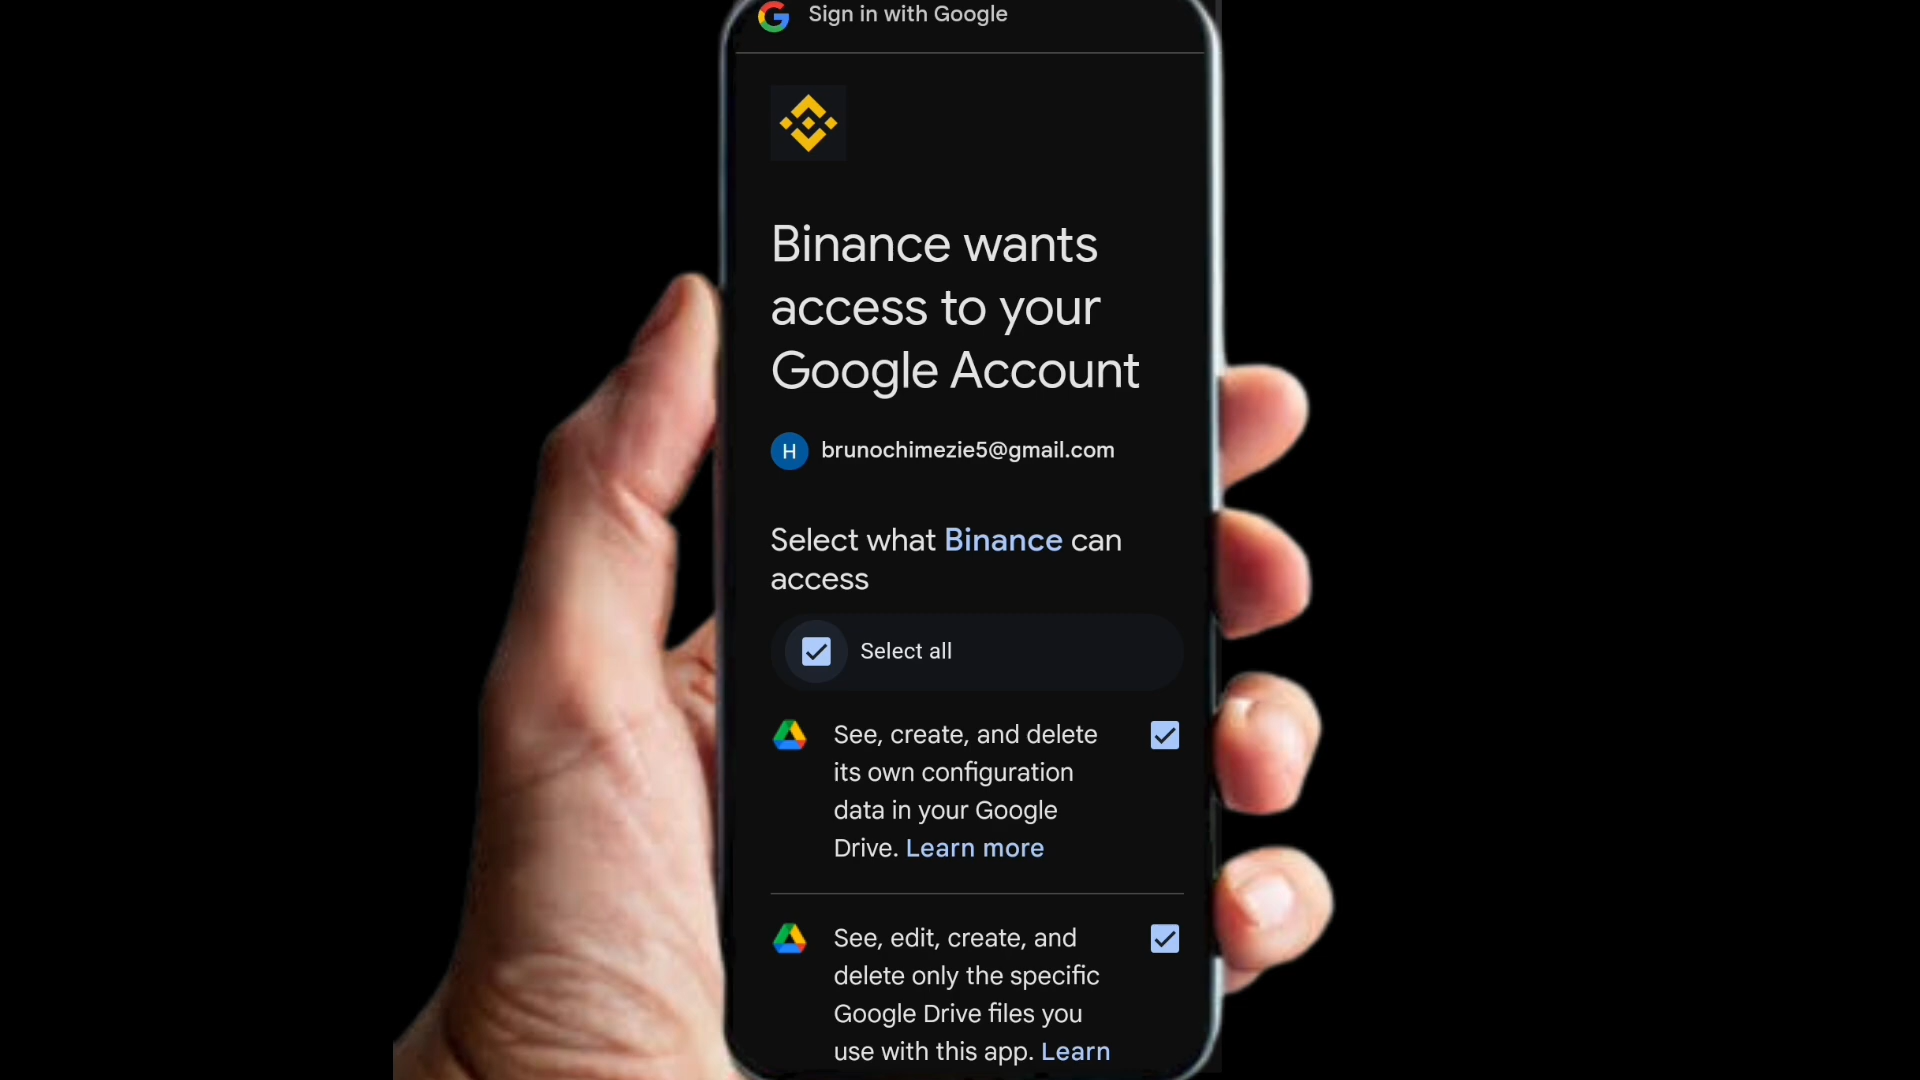 Sign in with Google
Binance wants
access to your
Google Account
H brunochimezie5@gmail.com
Select what Binance can
access
Select all
See, create, and delete
its own configuration
data in your Google
Drive. Learn more
See, edit, create, and
delete only the specific
Google Drive files you
use with this app. Learn